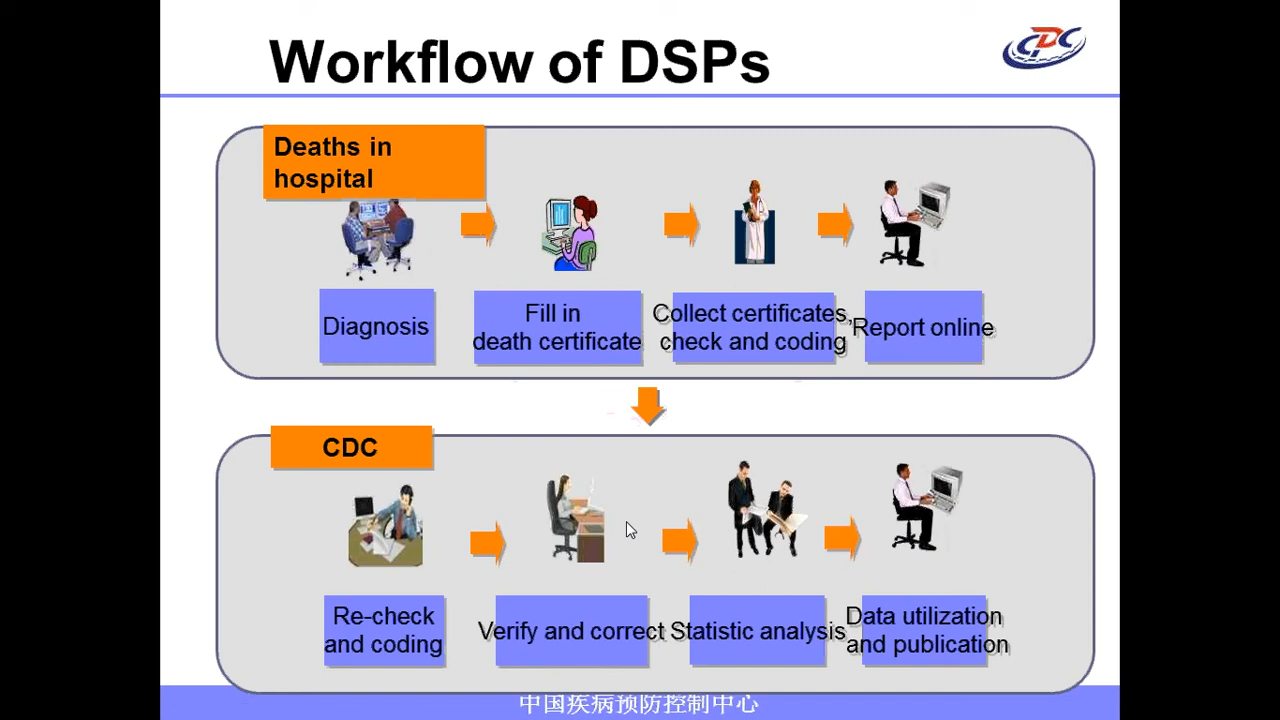 Workflow of DSPs
CDC
Deaths in
hospital
Diagnosis
Fill in
death certificate
Collect certificates,
check and coding
Report online
CDC
Re-check
and coding
Verify and correct
Statistic analysis
Data utilization
and publication
中国疾病预防控制中心